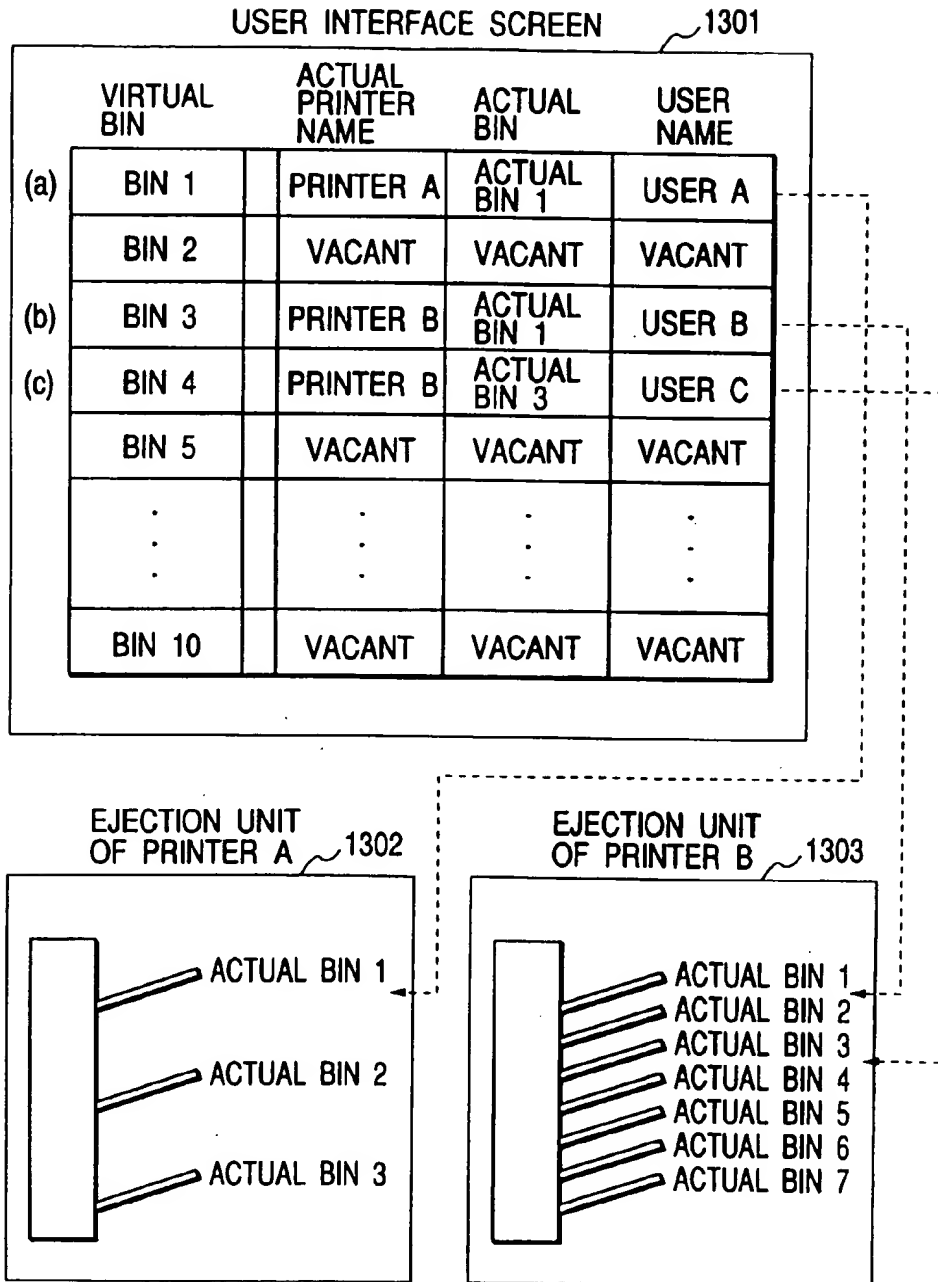 USER INTERFACE SCREEN
1301
VIRTUAL BIN
ACTUAL PRINTER NAME
ACTUAL BIN
USER NAME
(a) BIN 1 PRINTER A ACTUAL BIN 1 USER A
BIN 2 VACANT VACANT VACANT
(b) BIN 3 PRINTER B ACTUAL BIN 1 USER B
(c) BIN 4 PRINTER B ACTUAL BIN 3 USER C
BIN 5 VACANT VACANT VACANT
BIN 10 VACANT VACANT VACANT
EJECTION UNIT
OF PRINTER A
1302
ACTUAL BIN 1
ACTUAL BIN 2
ACTUAL BIN 3
EJECTION UNIT
OF PRINTER B
1303
ACTUAL BIN 1
ACTUAL BIN 2
ACTUAL BIN 3
ACTUAL BIN 4
ACTUAL BIN 5
ACTUAL BIN 6
ACTUAL BIN 7